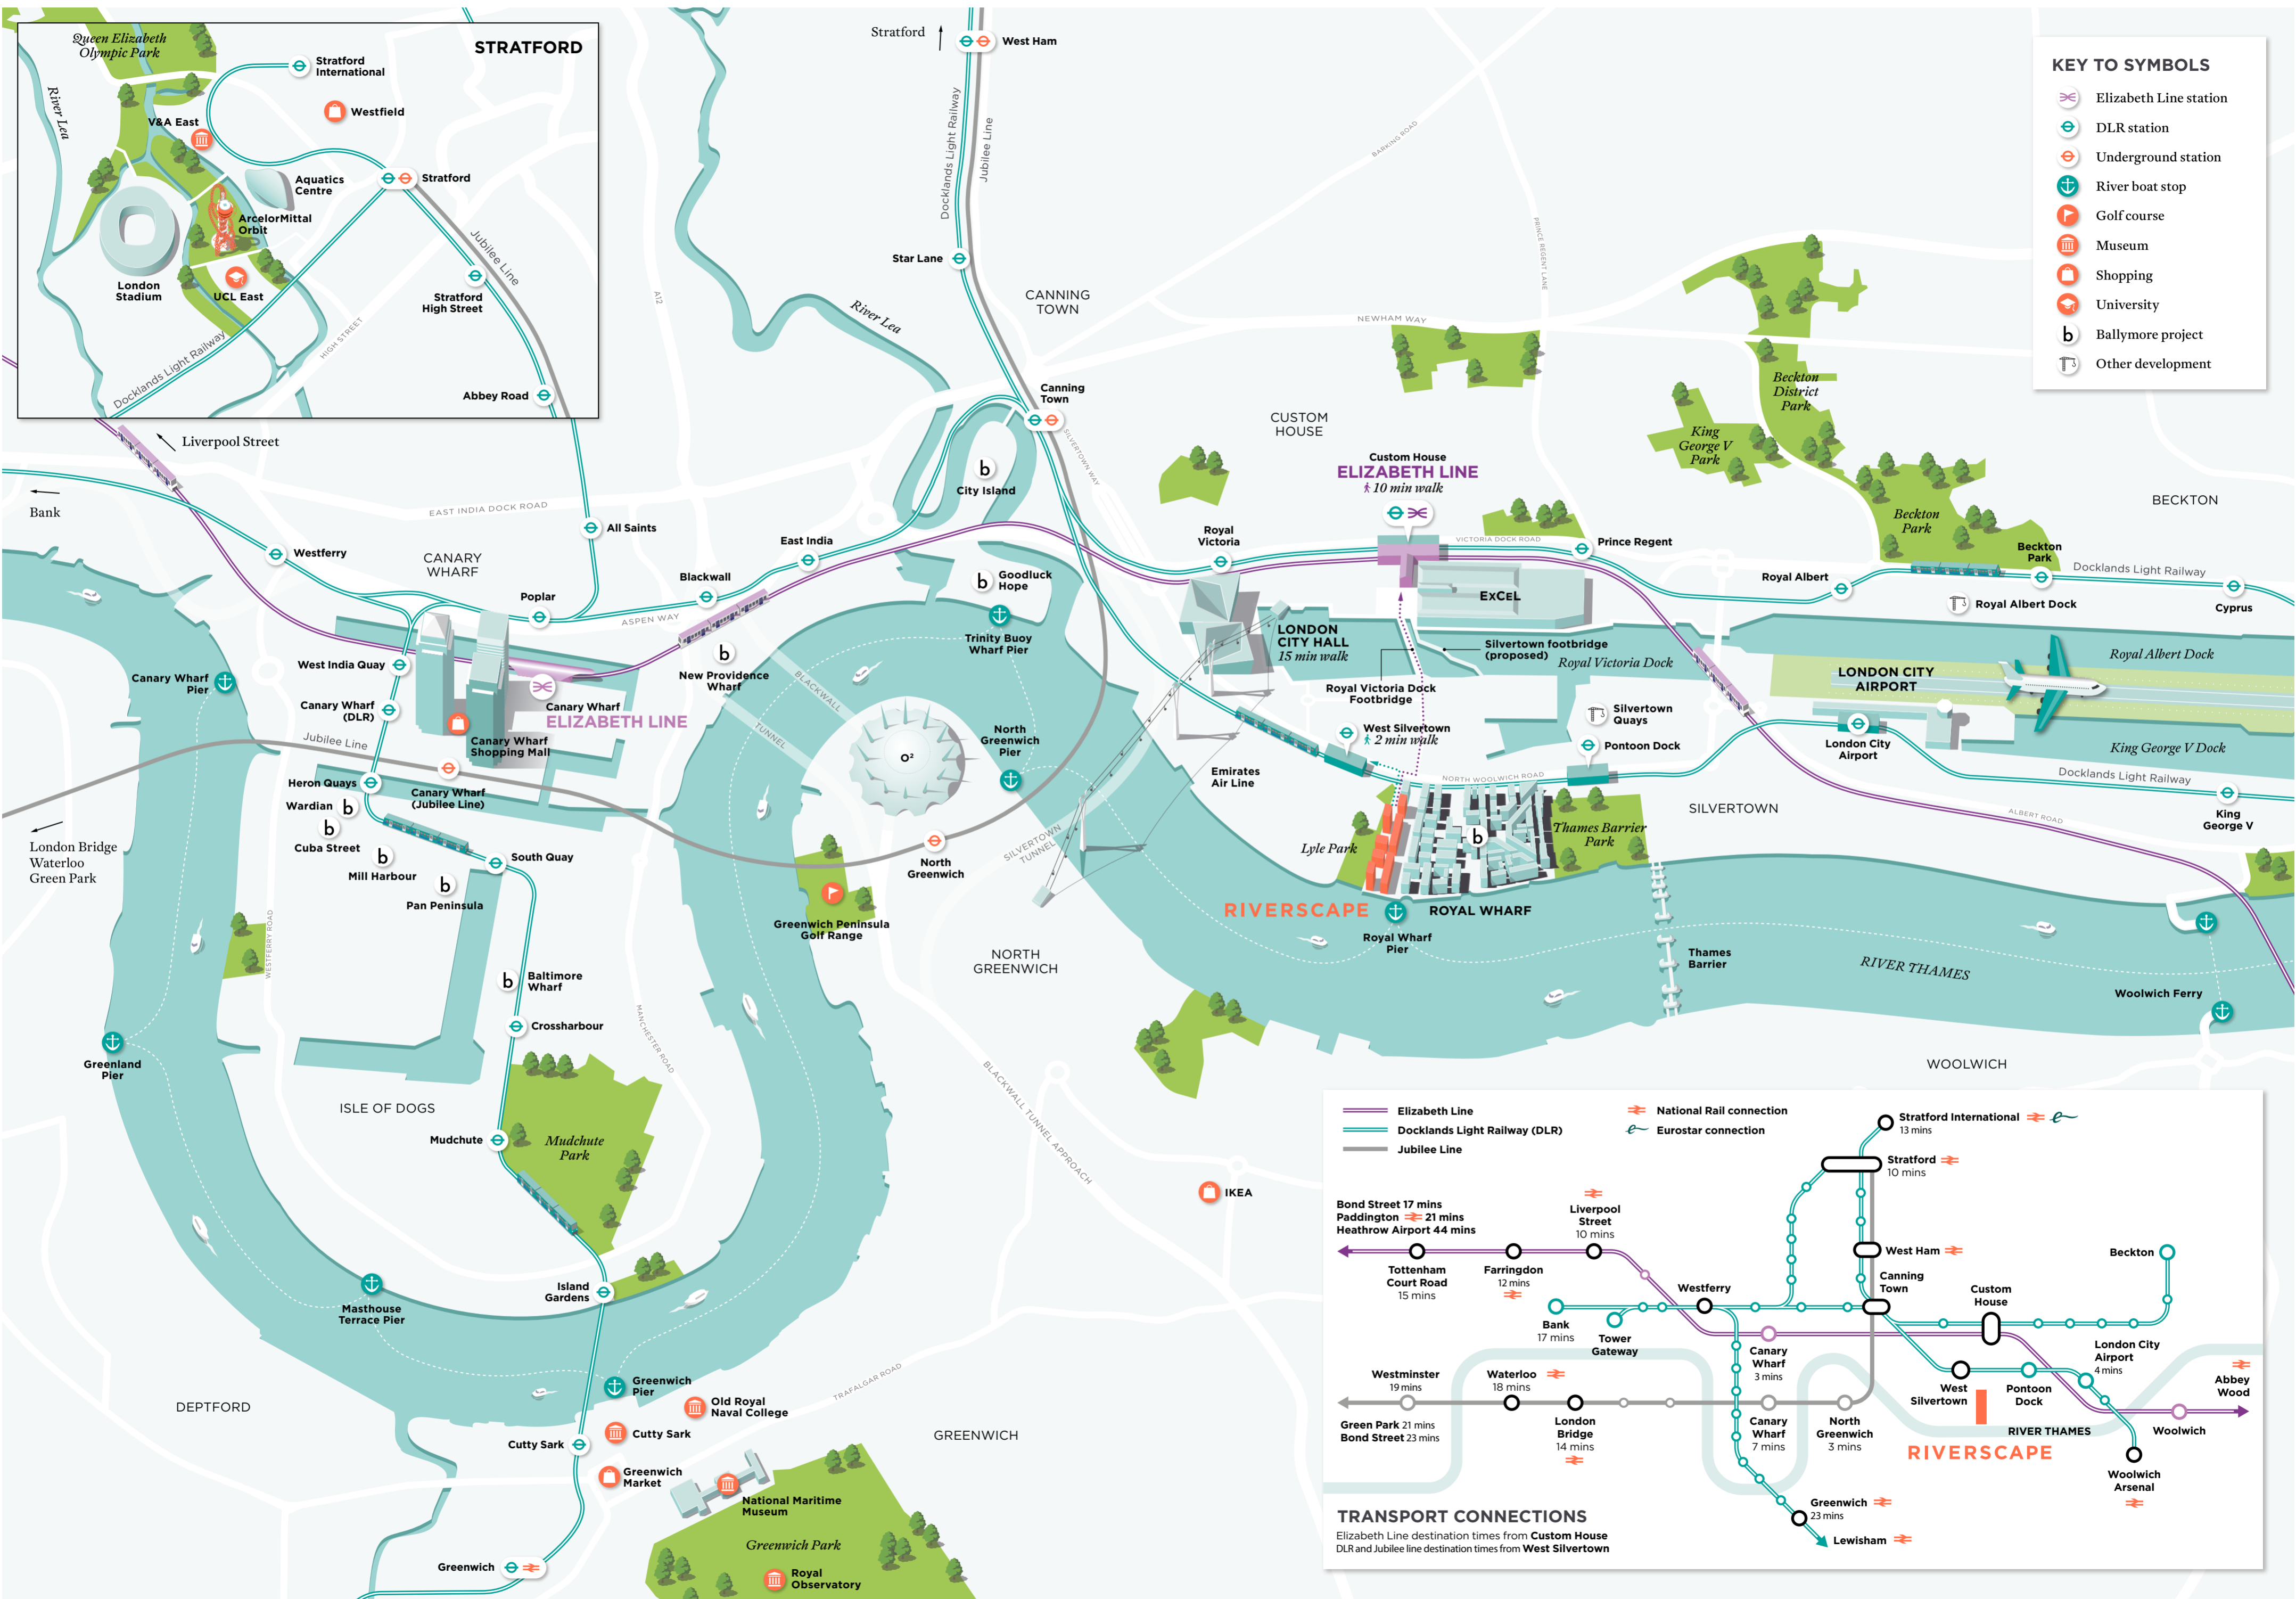 Queen Elizabeth
Olympic Park
STRATFORD
River Lea
Stratford
International
Westfield
V&A East
Aquatics
Centre
Stratford
ArcelorMittal
Orbit
London
Stadium
UCL East
Jubilee Line
Stratford
High Street
HIGH STREET
Docklands Light Railway
Abbey Road
Stratford
West Ham
Docklands Light Railway
Jubilee Line
Star Lane
A12
River Lea
CANNING
TOWN
BARKING ROAD
PRINCE REGENT LANE
NEWHAM WAY
KEY TO SYMBOLS
Elizabeth Line station
DLR station
Underground station
River boat stop
Golf course
Museum
Shopping
University
b
Ballymore project
Other development
Liverpool Street
Bank
EAST INDIA DOCK ROAD
All Saints
Westferry
CANARY
WHARF
Poplar
ASPEN WAY
Blackwall
East India
Canning
Town
SILVERTOWN WAY
b
City Island
b
Goodluck
Hope
Trinity Buoy
Wharf Pier
b
New Providence
Wharf
BLACKWALL
TUNNEL
CUSTOM
HOUSE
Custom House
ELIZABETH LINE
10 min walk
Royal
Victoria
VICTORIA DOCK ROAD
Prince Regent
ExCeL
Beckton
District
Park
King
George V
Park
Beckton
Park
BECKTON
Beckton
Park
Royal Albert
Docklands Light Railway
Cyprus
Royal Albert Dock
LONDON
CITY HALL
15 min walk
Silvertown footbridge
(proposed)
Royal Victoria Dock
Royal Victoria Dock
Footbridge
LONDON CITY
AIRPORT
Royal Albert Dock
London City
Airport
King George V Dock
Docklands Light Railway
King
George V
ALBERT ROAD
Silvertown
Quays
Pontoon Dock
West Silvertown
2 min walk
NORTH WOOLWICH ROAD
Emirates
Air Line
SILVERTOWN
Canary Wharf
Pier
West India Quay
Canary Wharf
(DLR)
Canary Wharf
ELIZABETH LINE
Canary Wharf
Shopping Mall
Jubilee Line
Heron Quays
Canary Wharf
(Jubilee Line)
Wardian
b
b
Cuba Street
b
Mill Harbour
b
Pan Peninsula
South Quay
London Bridge
Waterloo
Green Park
North
Greenwich
Pier
O²
North
Greenwich
SILVERTOWN
TUNNEL
Greenwich Peninsula
Golf Range
NORTH
GREENWICH
Lyle Park
b
Thames Barrier
Park
RIVERSCAPE
ROYAL WHARF
Royal Wharf
Pier
Thames
Barrier
RIVER THAMES
Woolwich Ferry
WOOLWICH
WESTFERRY ROAD
b
Baltimore
Wharf
Crossharbour
MANCHESTER ROAD
Greenland
Pier
ISLE OF DOGS
Mudchute
Mudchute
Park
BLACKWALL TUNNEL APPROACH
IKEA
Island
Gardens
Masthouse
Terrace Pier
Greenwich
Pier
TRAFALGAR ROAD
DEPTFORD
Old Royal
Naval College
Cutty Sark
Cutty Sark
GREENWICH
Greenwich
Market
National Maritime
Museum
Greenwich Park
Greenwich
Royal
Observatory
Elizabeth Line
Docklands Light Railway (DLR)
Jubilee Line
National Rail connection
Eurostar connection
Stratford International
13 mins
Stratford
10 mins
Bond Street 17 mins
Paddington 21 mins
Heathrow Airport 44 mins
Liverpool
Street
10 mins
West Ham
Beckton
Tottenham
Court Road
15 mins
Farringdon
12 mins
Westferry
Canning
Town
Custom
House
Bank
17 mins
Tower
Gateway
Canary
Wharf
3 mins
London City
Airport
4 mins
Abbey
Wood
Westminster
19 mins
Waterloo
18 mins
West
Silvertown
Pontoon
Dock
Green Park 21 mins
Bond Street 23 mins
London
Bridge
14 mins
Canary
Wharf
7 mins
North
Greenwich
3 mins
RIVER THAMES
Woolwich
RIVERSCAPE
Woolwich
Arsenal
Greenwich
23 mins
Lewisham
TRANSPORT CONNECTIONS
Elizabeth Line destination times from Custom House
DLR and Jubilee line destination times from West Silvertown